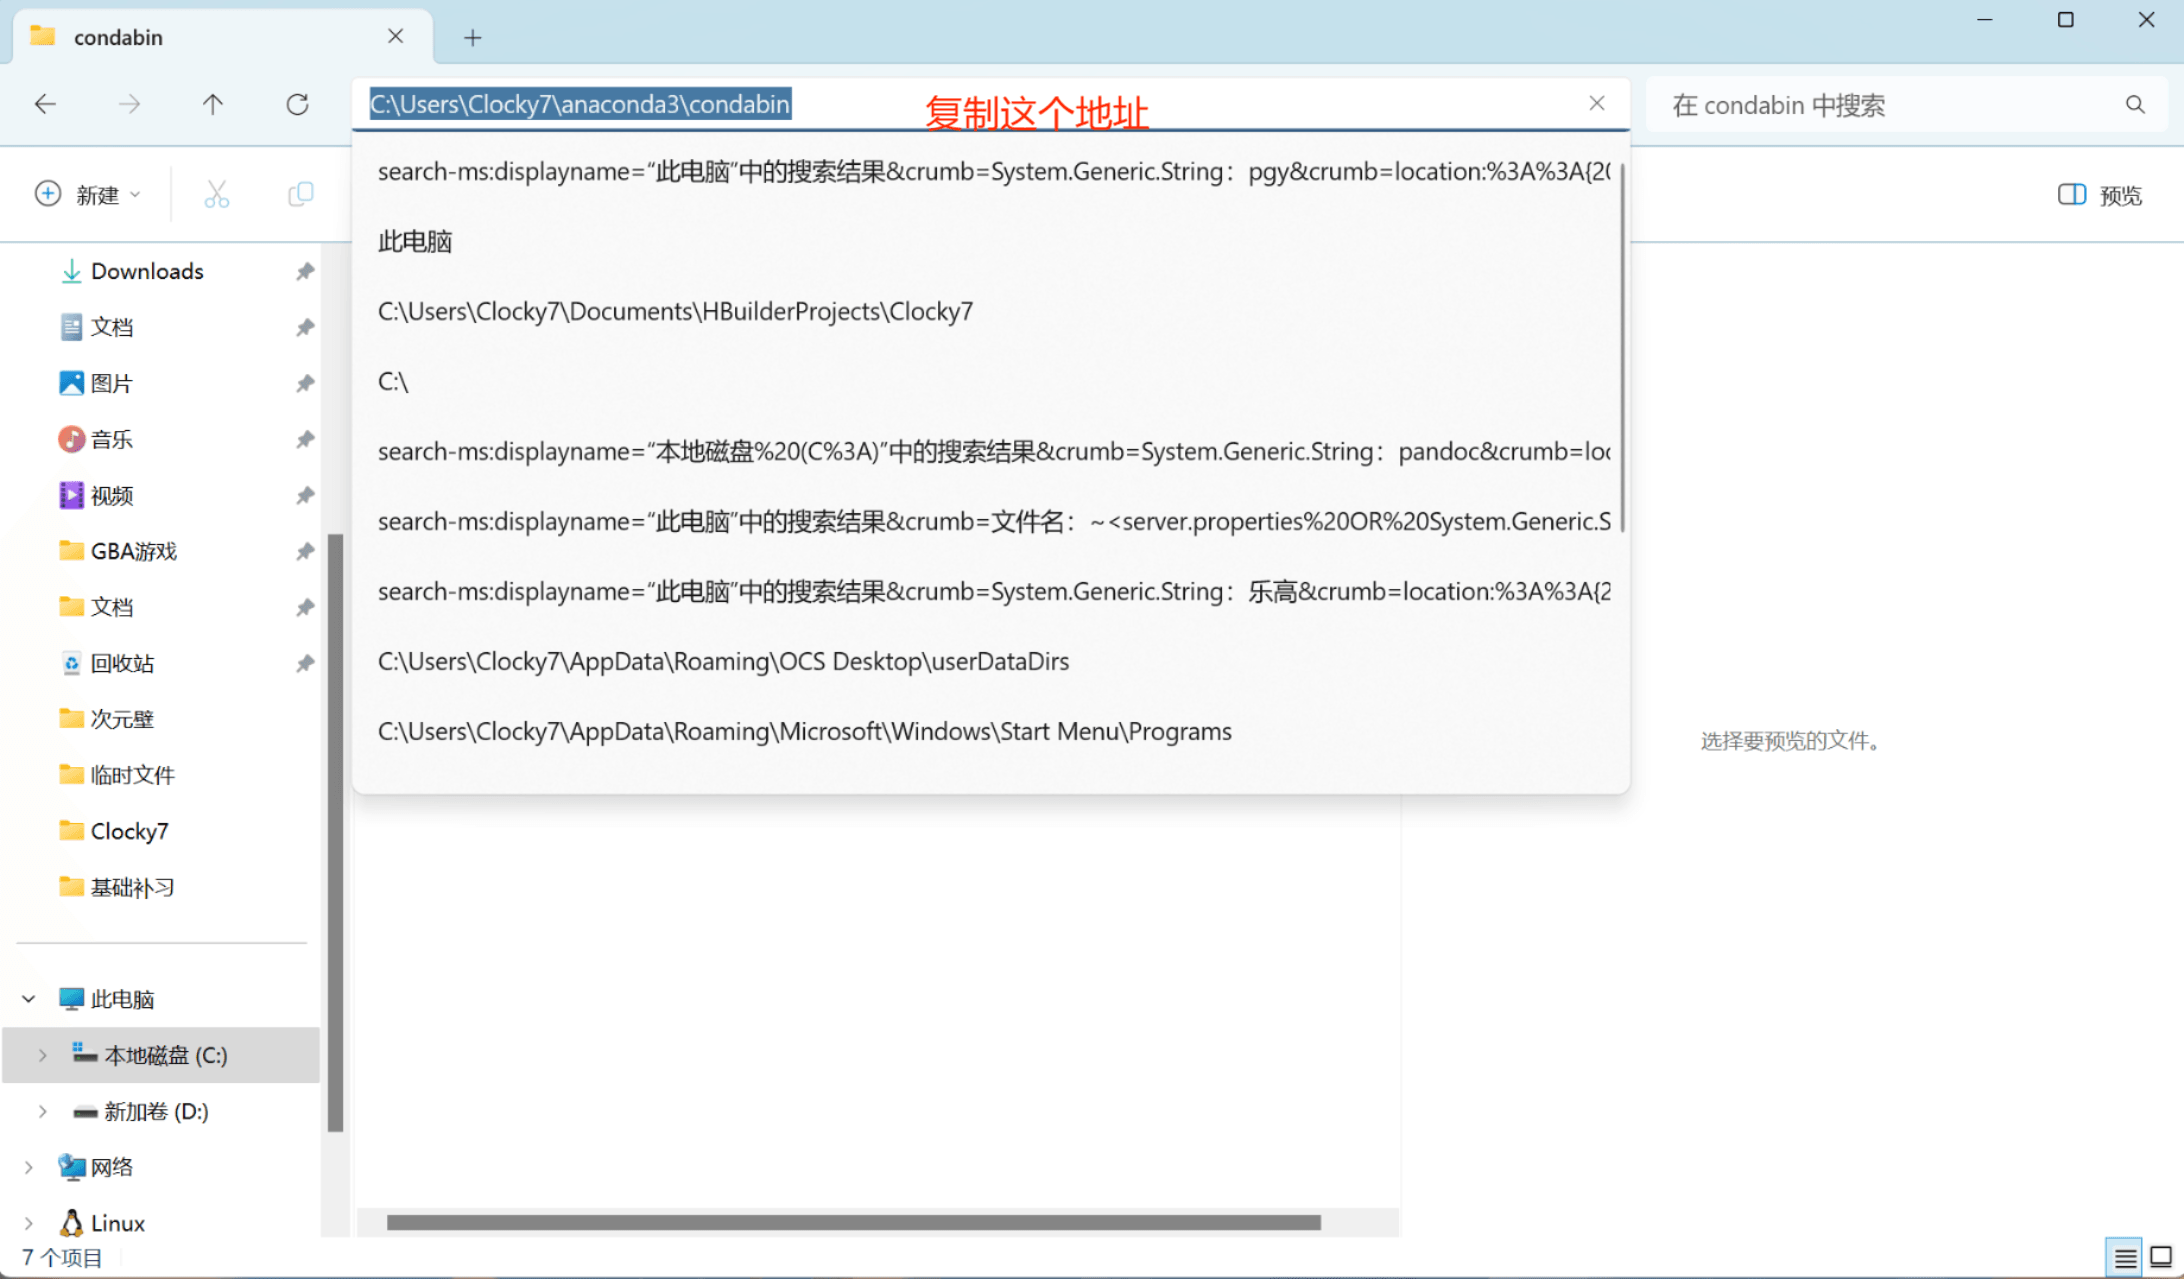 condabin
C:\Users\Clocky7\anaconda3\condabin
复制这个地址
在 condabin 中搜索
新建
预览
search-ms:displayname=“此电脑”中的搜索结果&crumb=System.Generic.String：pgy&crumb=location:%3A%3A{20
此电脑
C:\Users\Clocky7\Documents\HBuilderProjects\Clocky7
C:\
search-ms:displayname=“本地磁盘%20(C%3A)”中的搜索结果&crumb=System.Generic.String：pandoc&crumb=loc
search-ms:displayname=“此电脑”中的搜索结果&crumb=文件名：~<server.properties%20OR%20System.Generic.S
search-ms:displayname=“此电脑”中的搜索结果&crumb=System.Generic.String：乐高&crumb=location:%3A%3A{2
C:\Users\Clocky7\AppData\Roaming\OCS Desktop\userDataDirs
C:\Users\Clocky7\AppData\Roaming\Microsoft\Windows\Start Menu\Programs
Downloads
文档
图片
音乐
视频
GBA游戏
文档
回收站
次元壁
临时文件
Clocky7
基础补习
此电脑
本地磁盘 (C:)
新加卷 (D:)
网络
Linux
选择要预览的文件。
7 个项目